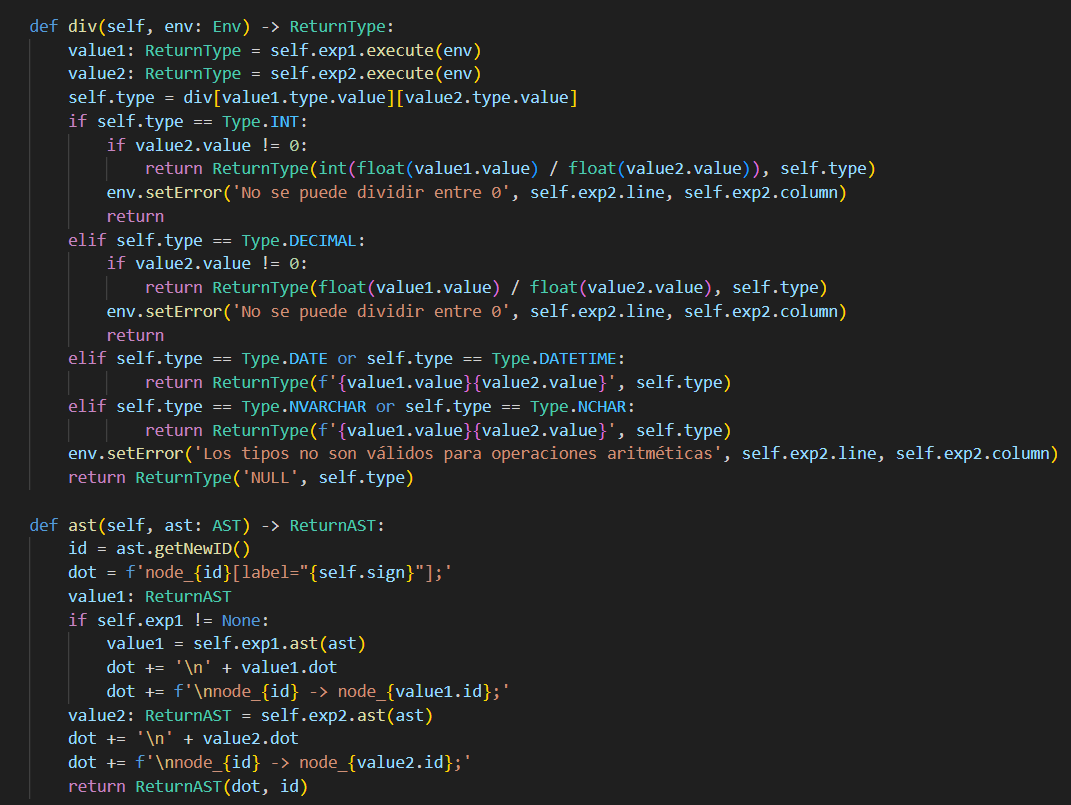 def div(self, env: Env) -> ReturnType:
    value1: ReturnType = self.exp1.execute(env)
    value2: ReturnType = self.exp2.execute(env)
    self.type = div[value1.type.value][value2.type.value]
    if self.type == Type.INT:
        if value2.value != 0:
            return ReturnType(int(float(value1.value) / float(value2.value)), self.type)
        env.setError('No se puede dividir entre 0', self.exp2.line, self.exp2.column)
        return
    elif self.type == Type.DECIMAL:
        if value2.value != 0:
            return ReturnType(float(value1.value) / float(value2.value), self.type)
        env.setError('No se puede dividir entre 0', self.exp2.line, self.exp2.column)
        return
    elif self.type == Type.DATE or self.type == Type.DATETIME:
            return ReturnType(f'{value1.value}{value2.value}', self.type)
    elif self.type == Type.NVARCHAR or self.type == Type.NCHAR:
            return ReturnType(f'{value1.value}{value2.value}', self.type)
    env.setError('Los tipos no son válidos para operaciones aritméticas', self.exp2.line, self.exp2.column)
    return ReturnType('NULL', self.type)

def ast(self, ast: AST) -> ReturnAST:
    id = ast.getNewID()
    dot = f'node_{id}[label="{self.sign}"];'
    value1: ReturnAST
    if self.exp1 != None:
        value1 = self.exp1.ast(ast)
        dot += '\n' + value1.dot
        dot += f'\nnode_{id} -> node_{value1.id};'
    value2: ReturnAST = self.exp2.ast(ast)
    dot += '\n' + value2.dot
    dot += f'\nnode_{id} -> node_{value2.id};'
    return ReturnAST(dot, id)